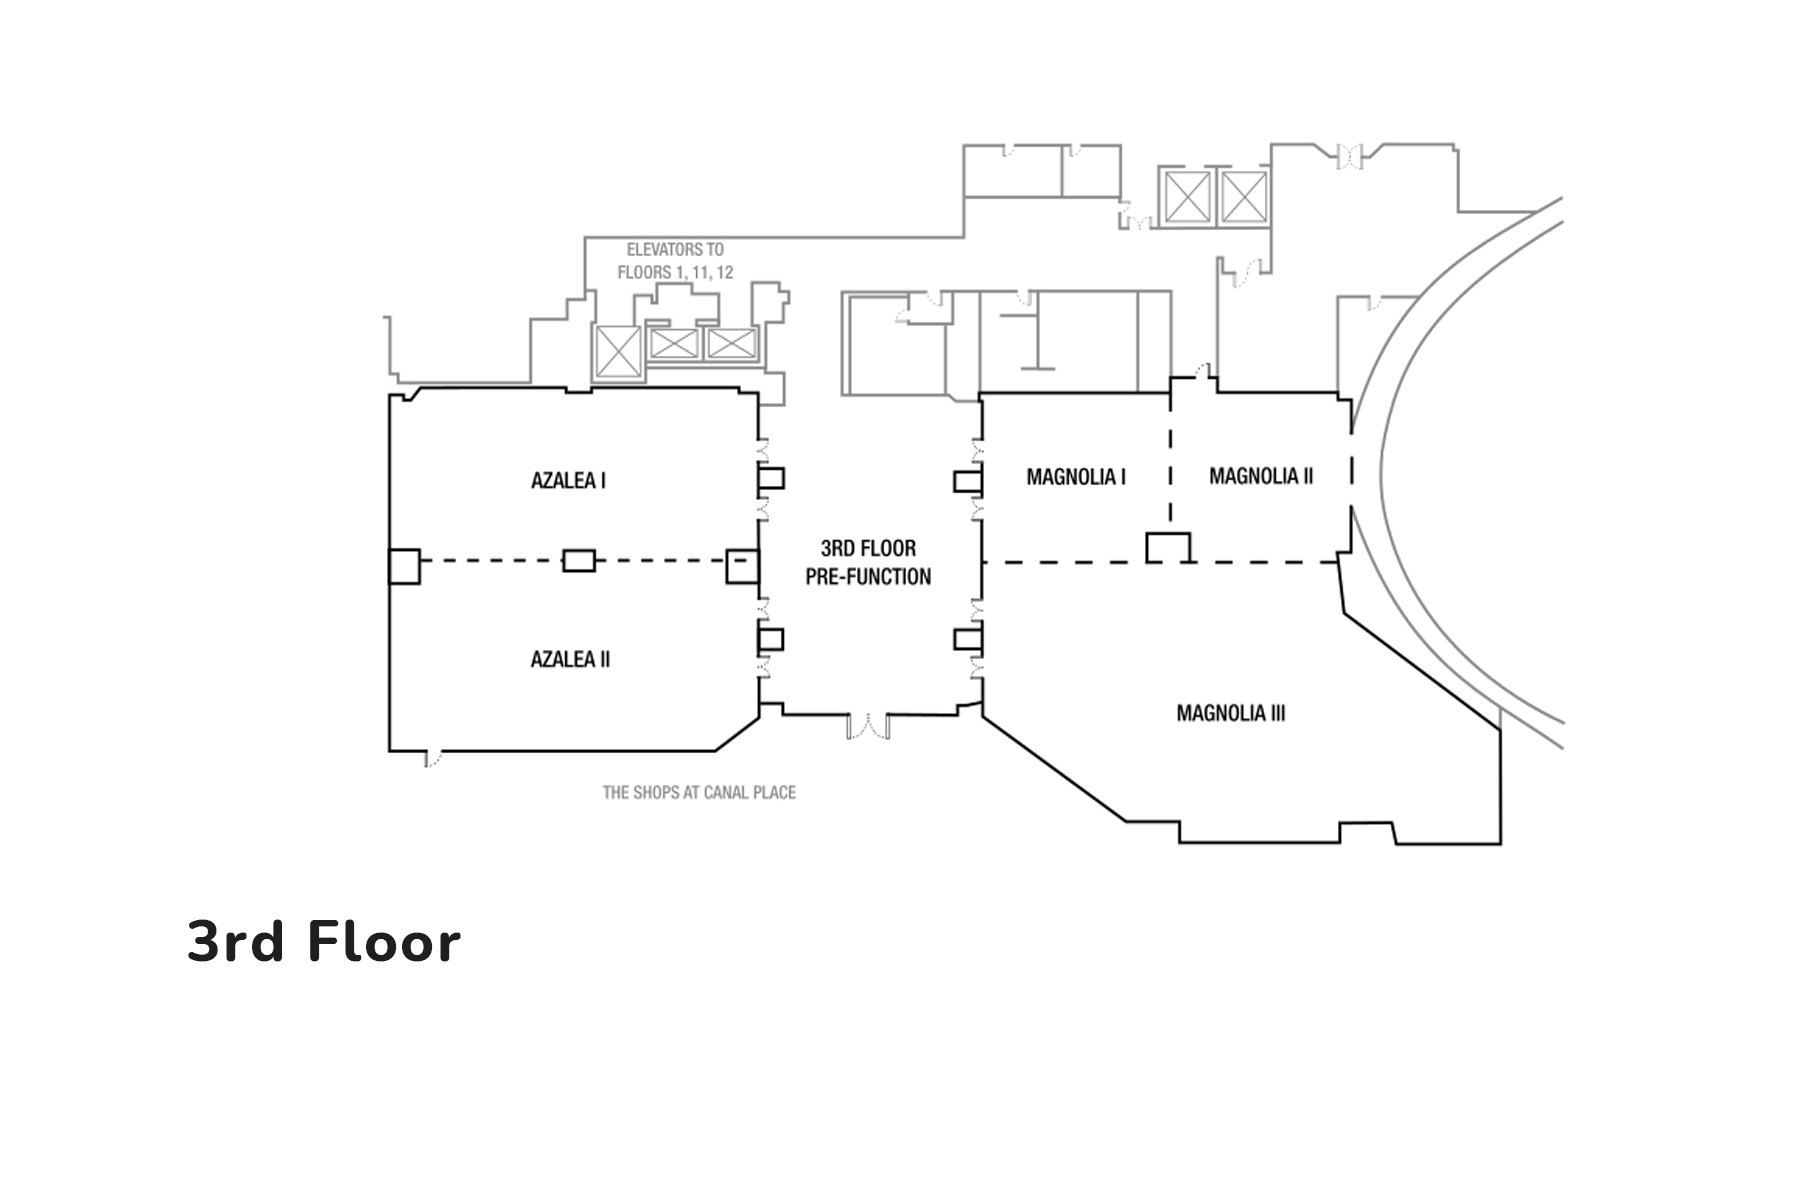 ELEVATORS TO
FLOORS 1, 11, 12
AZALEA I
MAGNOLIA I
MAGNOLIA II
3RD FLOOR
PRE-FUNCTION
AZALEA II
MAGNOLIA III
THE SHOPS AT CANAL PLACE
3rd Floor